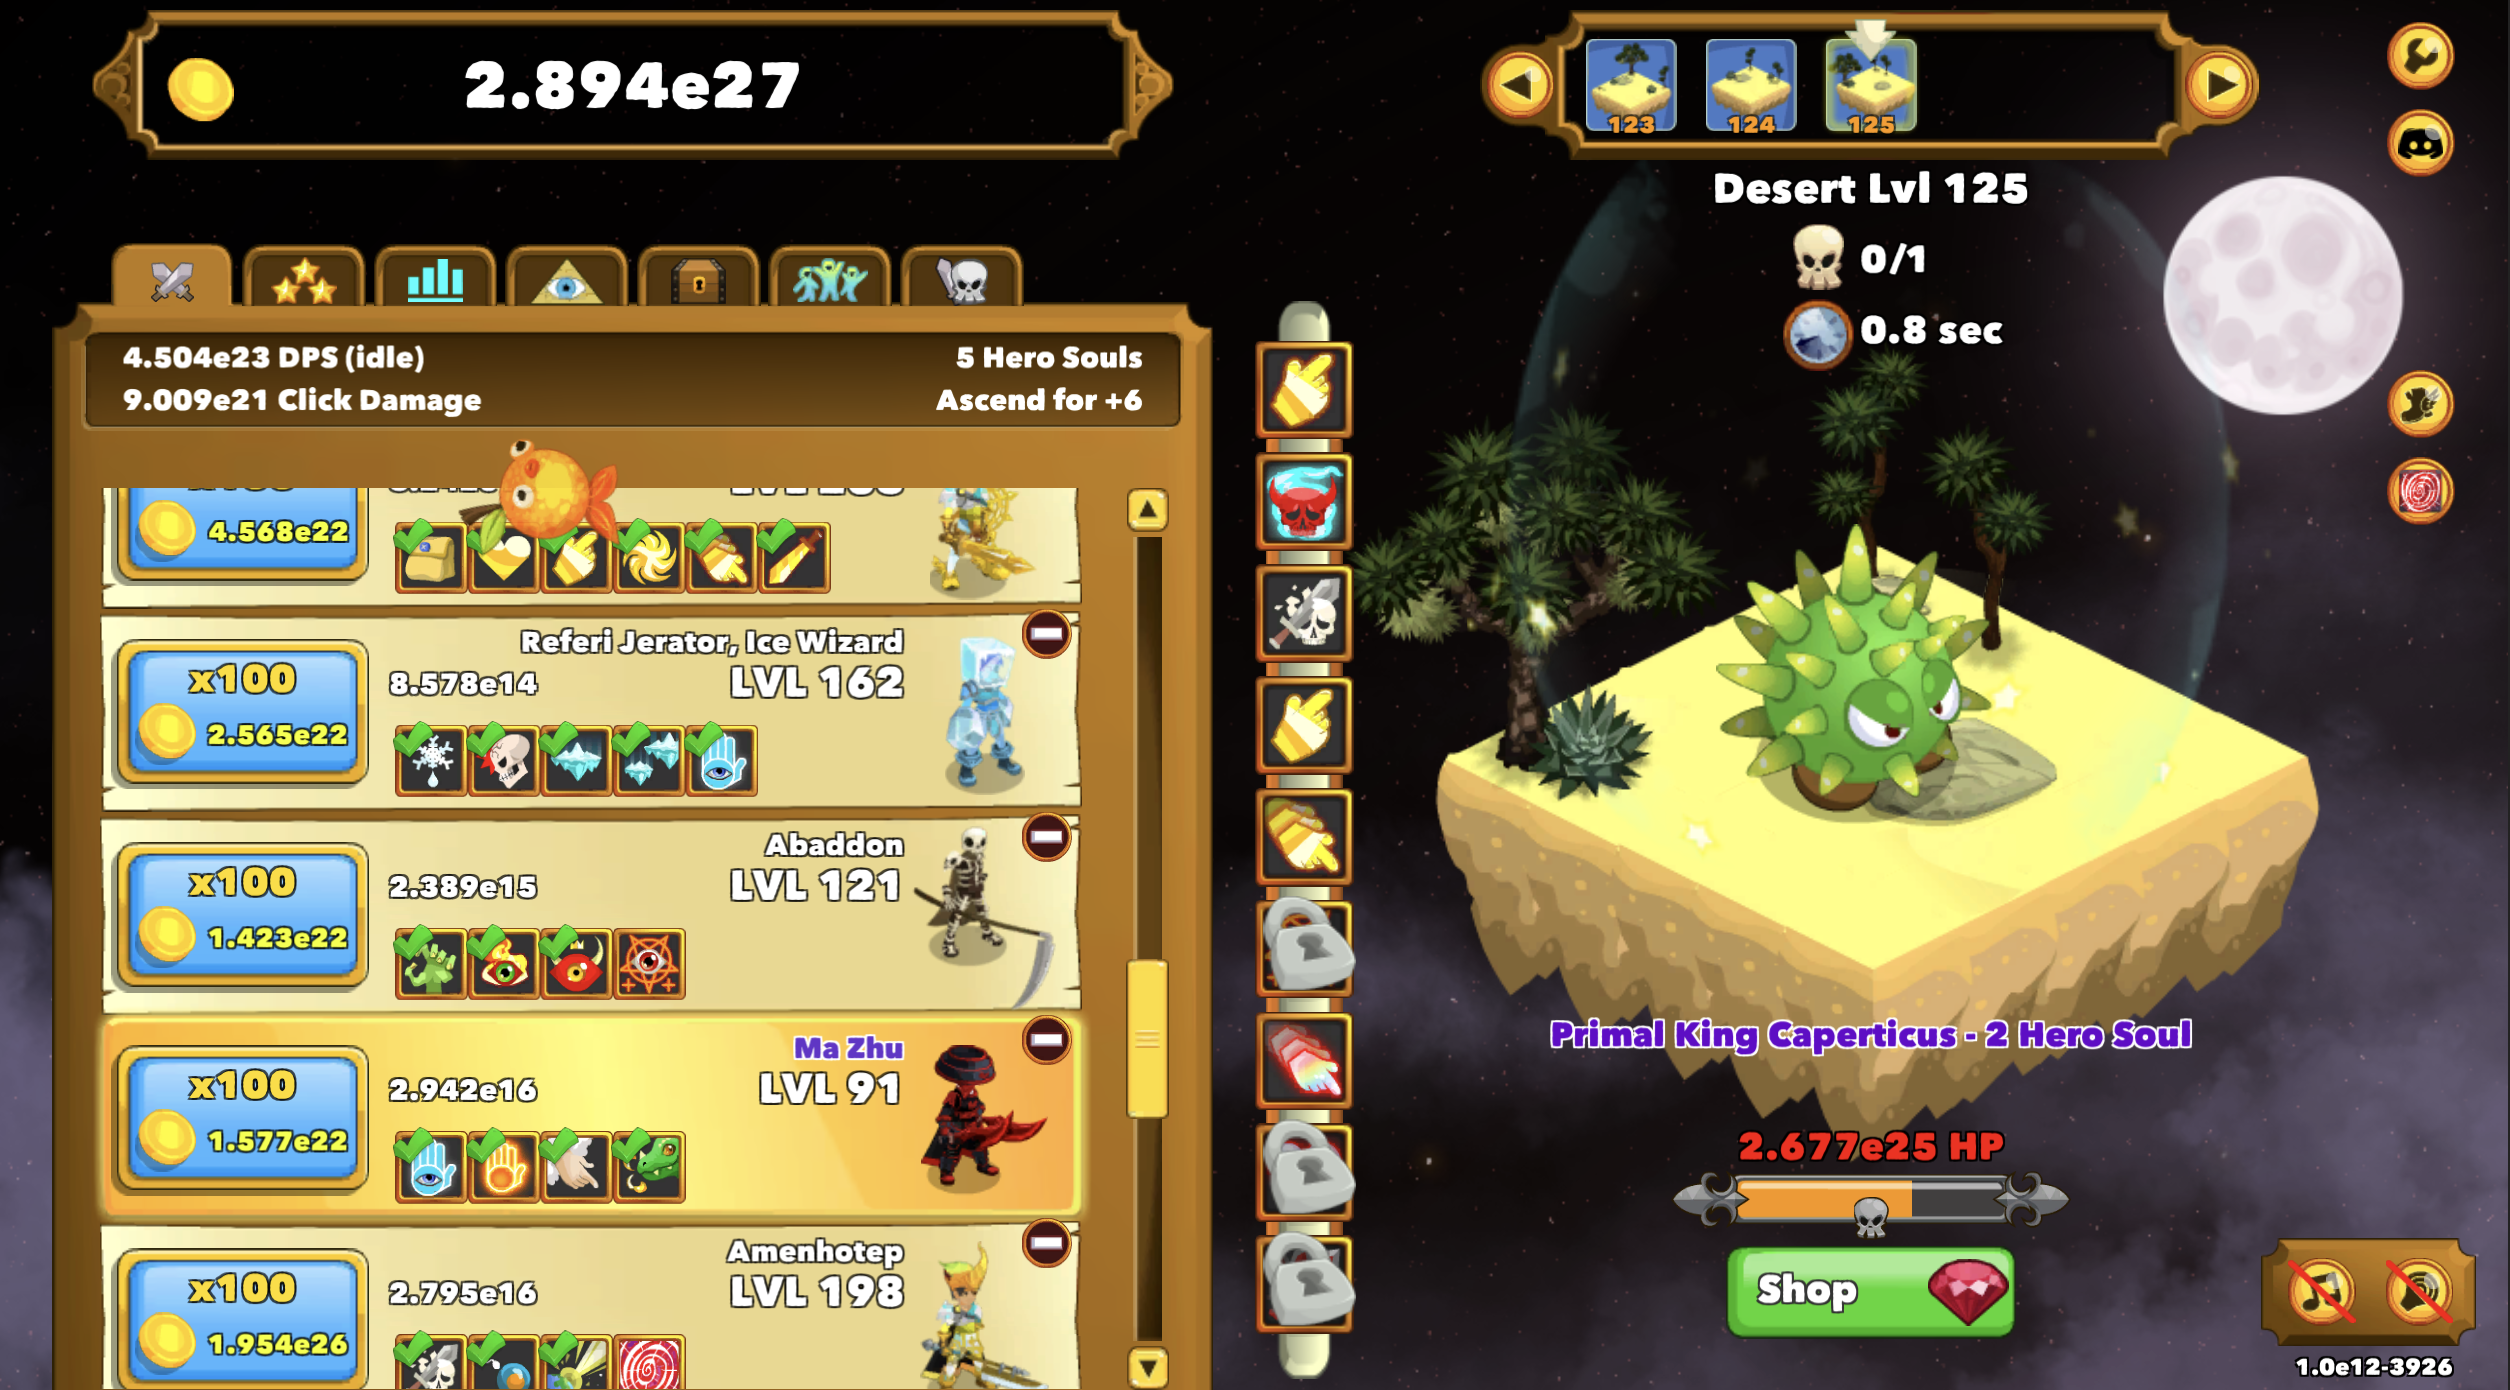 2.894e27
123
124
125
Desert Lvl 125
0/1
0.8 sec
4.504e23 DPS (idle)
5 Hero Souls
9.009e21 Click Damage
Ascend for +6
4.568e22
Referi Jerator, Ice Wizard
x100
8.578e14
LVL 162
2.565e22
Abaddon
x100
2.389e15
LVL 121
1.423e22
Ma Zhu
x100
2.942e16
LVL 91
1.577e22
Amenhotep
x100
2.795e16
LVL 198
1.954e26
Primal King Caperticus - 2 Hero Soul
2.677e25 HP
Shop
1.0e12-3926